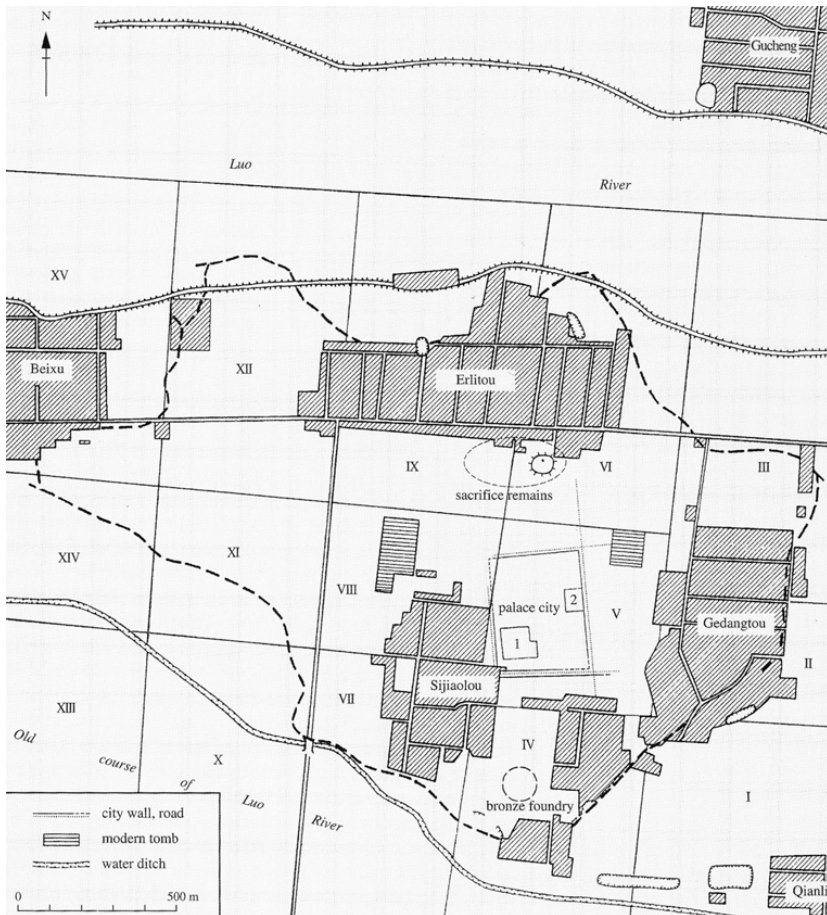 N
Gucheng
Luo
River
XV
Beixu
XII
Erlitou
IX
VI
III
sacrifice remains
XIV
XI
VIII
palace city
2
V
1
Gedangtou
II
VII
Sijiaolou
XIII
Old
course
of
X
Luo
River
IV
bronze foundry
I
city wall, road
modern tomb
water ditch
0
500 m
Qianli